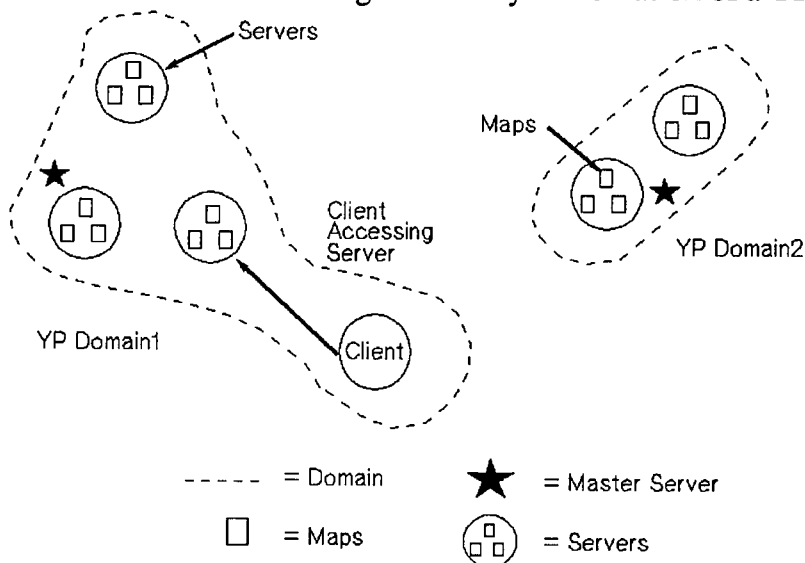 Servers
Maps
Client
Accessing
Server
YP Domain2
YP Domain1
Client
= Domain
= Master Server
= Maps
= Servers